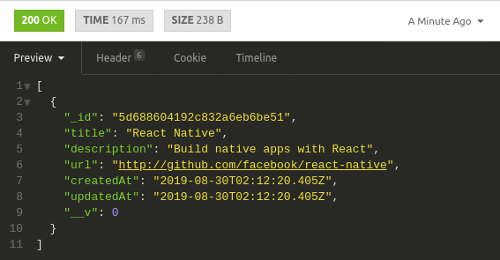 200 OK TIME 167 ms SIZE 238 B A Minute Ago
Preview Header 6 Cookie Timeline
1 [
2 {
3 "_id": "5d688604192c832a6eb6be51",
4 "title": "React Native",
5 "description": "Build native apps with React",
6 "url": "http://github.com/facebook/react-native",
7 "createdAt": "2019-08-30T02:12:20.405Z",
8 "updatedAt": "2019-08-30T02:12:20.405Z",
9 "__v": 0
10 }
11 ]